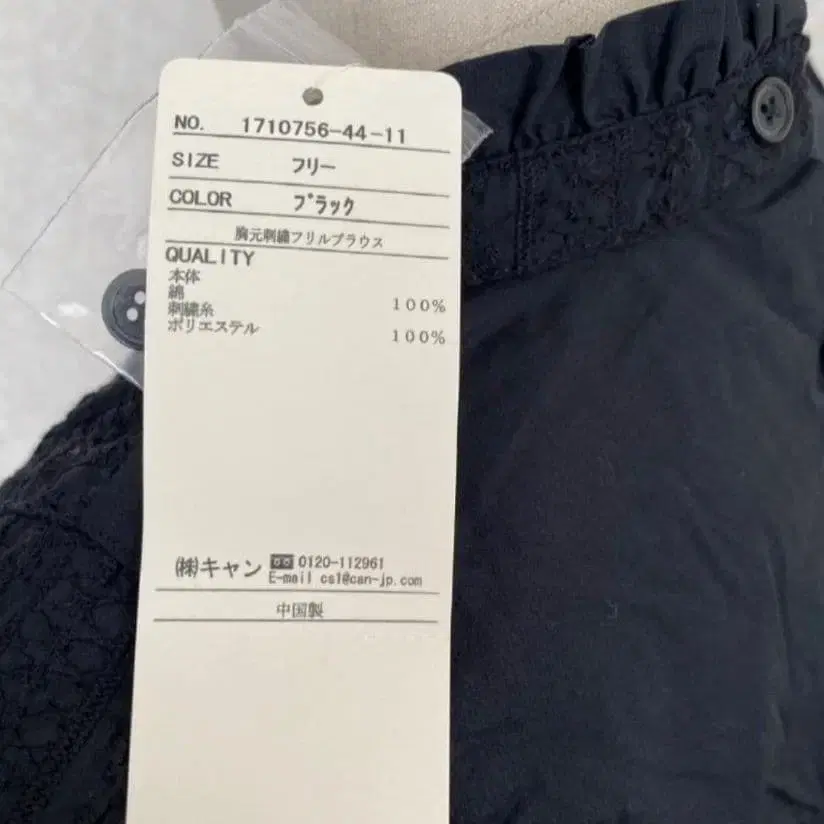 NO. 1710756-44-11
SIZE フリー
COLOR ブラック
胸元刺繍フリルブラウス
QUALITY
本体
綿 100%
刺繍糸
ポリエステル 100%
㈱キャン 0120-112961
E-mail cs1@can-jp.com
中国製